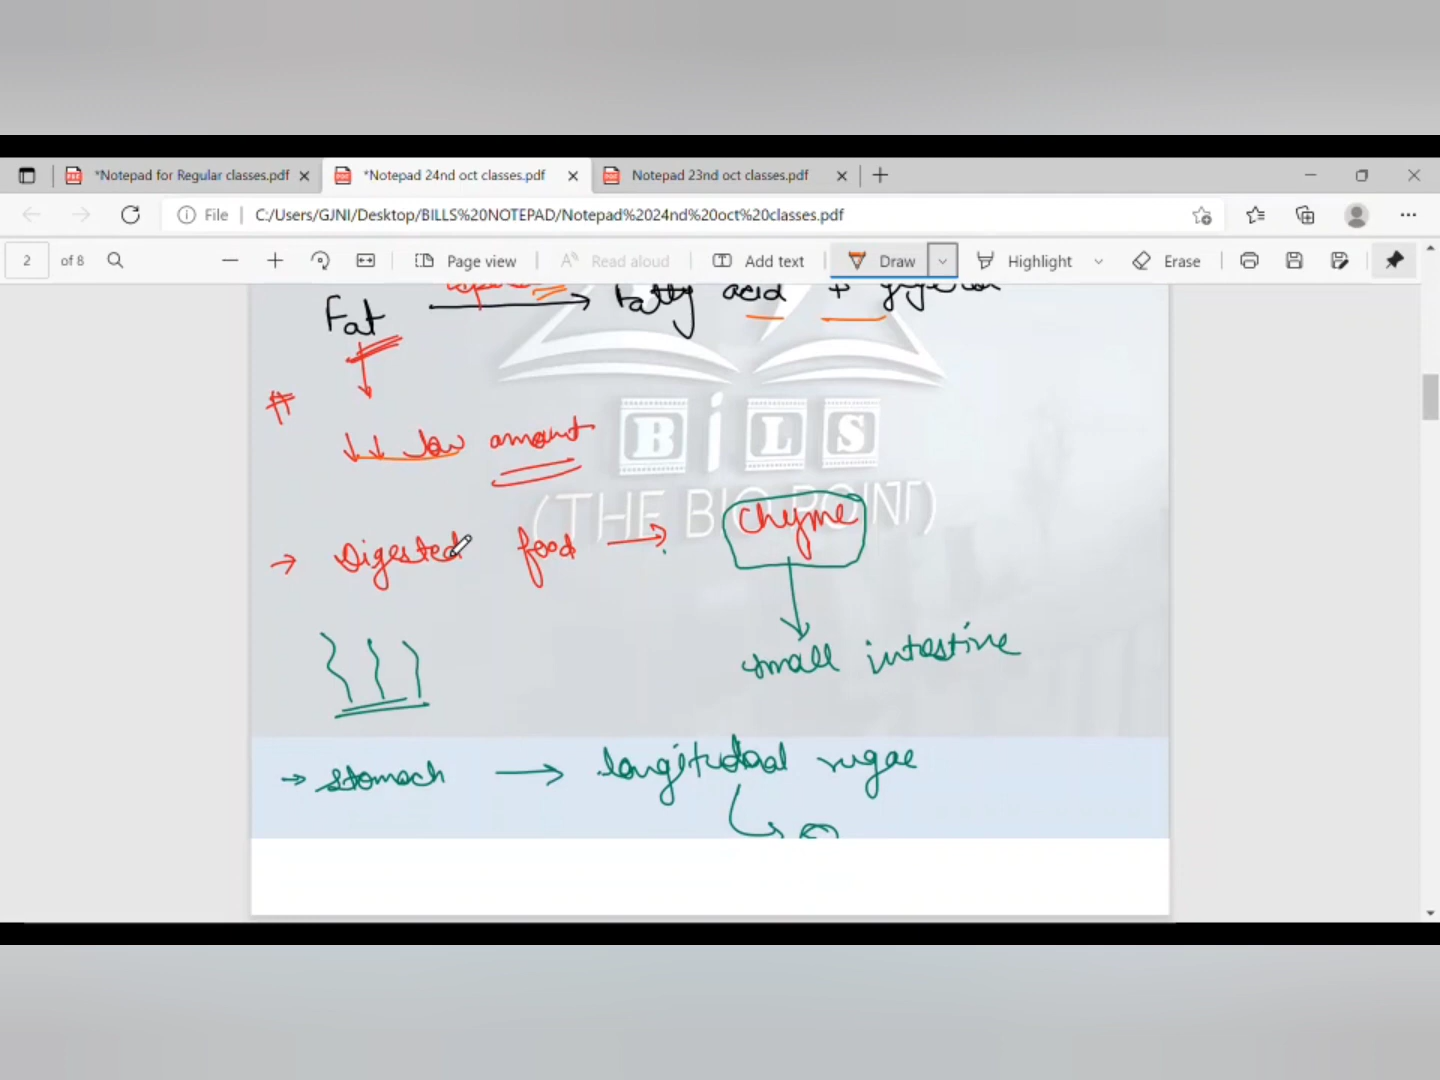 *Notepad for Regular classes.pdf
*Notepad 24nd oct classes.pdf
Notepad 23nd oct classes.pdf
File
C:/Users/GJNI/Desktop/BILLS%20NOTEPAD/Notepad%2024nd%20oct%20classes.pdf
2 of 8
Page view
Read aloud
Add text
Draw
Highlight
Erase
Fat → Fatty acid +
↓
# ↓↓ low amount
BiLS
(THE BIO POINT)
→ Digested food → chyme
↓
small intestine
→ stomach → longitudnal rugae